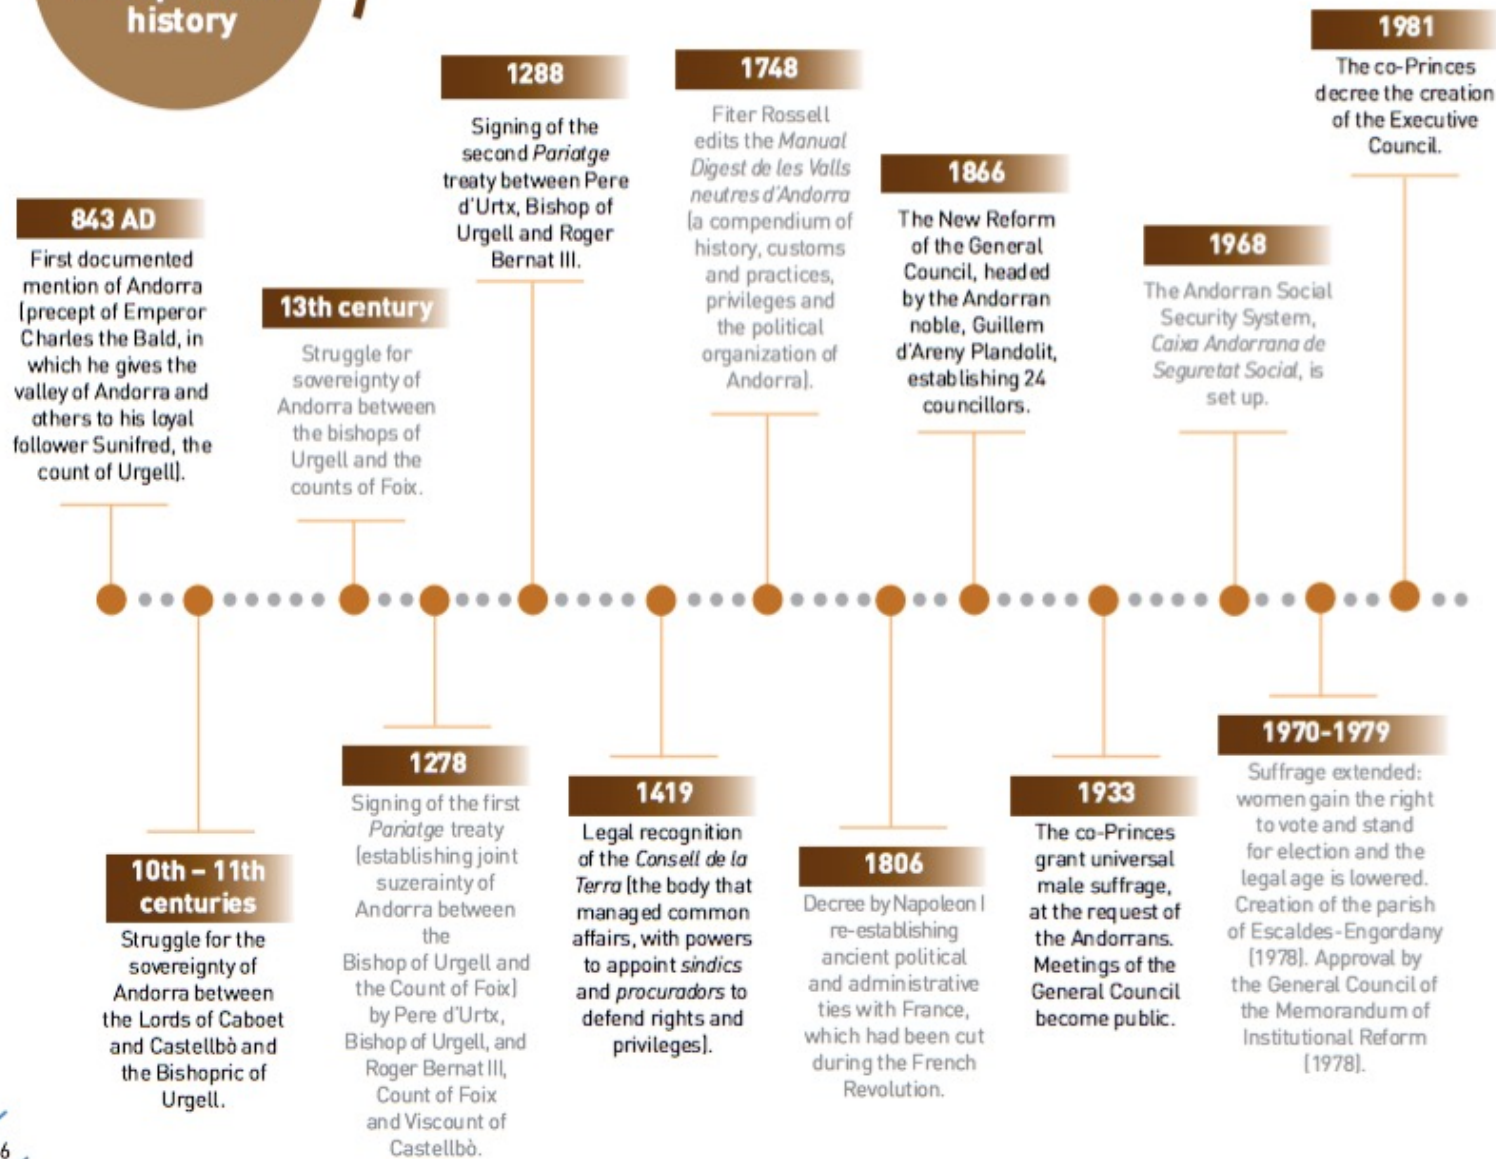 history
843 AD
First documented
mention of Andorra
(precept of Emperor
Charles the Bald, in
which he gives the
valley of Andorra and
others to his loyal
follower Sunifred, the
count of Urgell).
10th – 11th
centuries
Struggle for the
sovereignty of
Andorra between
the Lords of Caboet
and Castellbò and
the Bishopric of
Urgell.
13th century
Struggle for
sovereignty of
Andorra between
the bishops of
Urgell and the
counts of Foix.
1278
Signing of the first
Pariatge treaty
(establishing joint
suzerainty of
Andorra between
the
Bishop of Urgell and
the Count of Foix)
by Pere d'Urtx,
Bishop of Urgell, and
Roger Bernat III,
Count of Foix
and Viscount of
Castellbò.
1288
Signing of the
second Pariatge
treaty between Pere
d'Urtx, Bishop of
Urgell and Roger
Bernat III.
1419
Legal recognition
of the Consell de la
Terra (the body that
managed common
affairs, with powers
to appoint sindics
and procuradors to
defend rights and
privileges).
1748
Fiter Rossell
edits the Manual
Digest de les Valls
neutres d'Andorra
(a compendium of
history, customs
and practices,
privileges and
the political
organization of
Andorra).
1806
Decree by Napoleon I
re-establishing
ancient political
and administrative
ties with France,
which had been cut
during the French
Revolution.
1866
The New Reform
of the General
Council, headed
by the Andorran
noble, Guillem
d'Areny Plandolit,
establishing 24
councillors.
1933
The co-Princes
grant universal
male suffrage,
at the request of
the Andorrans.
Meetings of the
General Council
become public.
1968
The Andorran Social
Security System,
Caixa Andorrana de
Seguretat Social, is
set up.
1970-1979
Suffrage extended:
women gain the right
to vote and stand
for election and the
legal age is lowered.
Creation of the parish
of Escaldes-Engordany
(1978). Approval by
the General Council of
the Memorandum of
Institutional Reform
(1978).
1981
The co-Princes
decree the creation
of the Executive
Council.
6